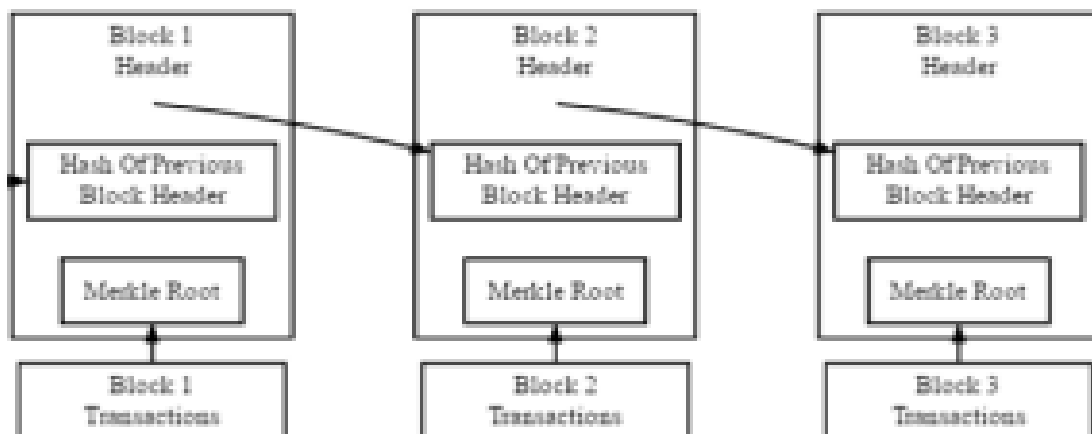 Block 1
Header
Hash Of Previous
Block Header
Merkle Root
Block 1
Transactions
Block 2
Header
Hash Of Previous
Block Header
Merkle Root
Block 2
Transactions
Block 3
Header
Hash Of Previous
Block Header
Merkle Root
Block 3
Transactions